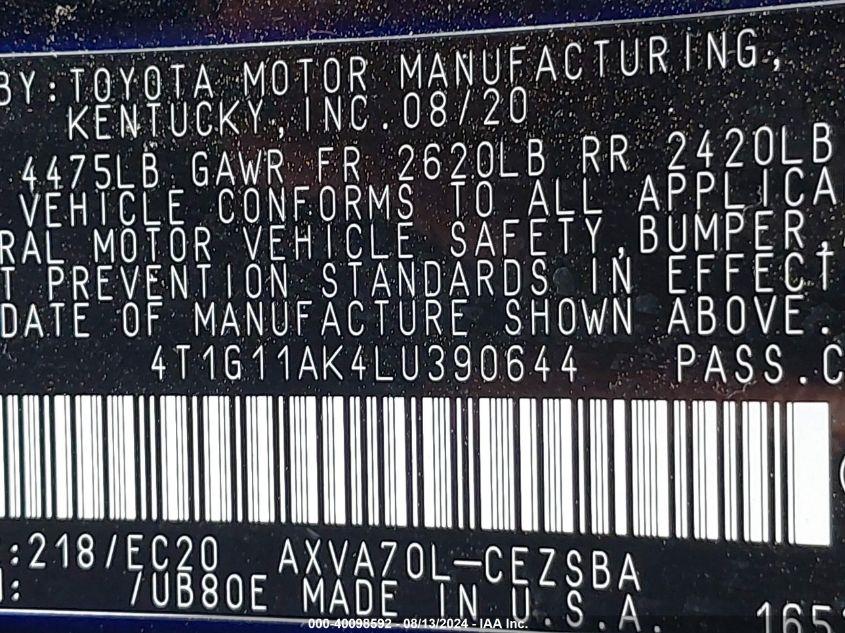 BY:TOYOTA MOTOR MANUFACTURING,
KENTUCKY,INC.08/20
4475LB GAWR FR 2620LB RR 2420LB
VEHICLE CONFORMS TO ALL APPLICA
RAL MOTOR VEHICLE SAFETY,BUMPER,
T PREVENTION STANDARDS IN EFFECT
DATE OF MANUFACTURE SHOWN ABOVE.
4T1G11AK4LU390644 PASS.C
:218/EC20 AXVA70L-CEZSBA
: /UB80E MADE IN U.S.A. 165
000-40098592 - 08/13/2024 - IAA Inc.